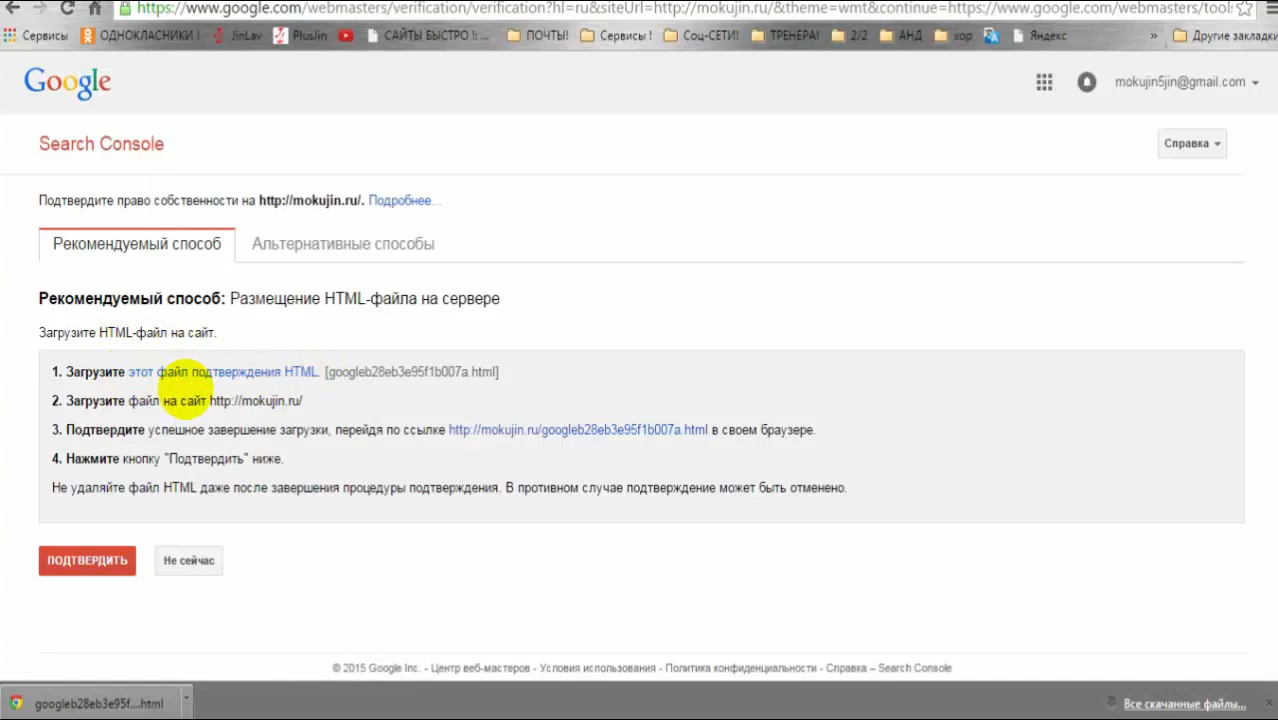 https://www.google.com/webmasters/verification/verification?hl=ru&siteUrl=http://mokujin.ru/&theme=wmt&continue=https://www.google.com/webmasters/tool
Сервисы ОДНОКЛАСНИКИ JinLav PlusJin САЙТЫ БЫСТРО ПОЧТЫ! Сервисы ! Соц-СЕТИ! ТРЕНЕРА! 2/2 АНД хор Яндекс » Другие закладки
Google mokujin5jin@gmail.com
Search Console Справка
Подтвердите право собственности на http://mokujin.ru/. Подробнее...
Рекомендуемый способ Альтернативные способы
Рекомендуемый способ: Размещение HTML-файла на сервере
Загрузите HTML-файл на сайт.
1. Загрузите этот файл подтверждения HTML. [googleb28eb3e95f1b007a.html]
2. Загрузите файл на сайт http://mokujin.ru/
3. Подтвердите успешное завершение загрузки, перейдя по ссылке http://mokujin.ru/googleb28eb3e95f1b007a.html в своем браузере.
4. Нажмите кнопку "Подтвердить" ниже.
Не удаляйте файл HTML даже после завершения процедуры подтверждения. В противном случае подтверждение может быть отменено.
ПОДТВЕРДИТЬ Не сейчас
© 2015 Google Inc. - Центр веб-мастеров - Условия использования - Политика конфиденциальности - Справка – Search Console
googleb28eb3e95f....html Все скачанные файлы...